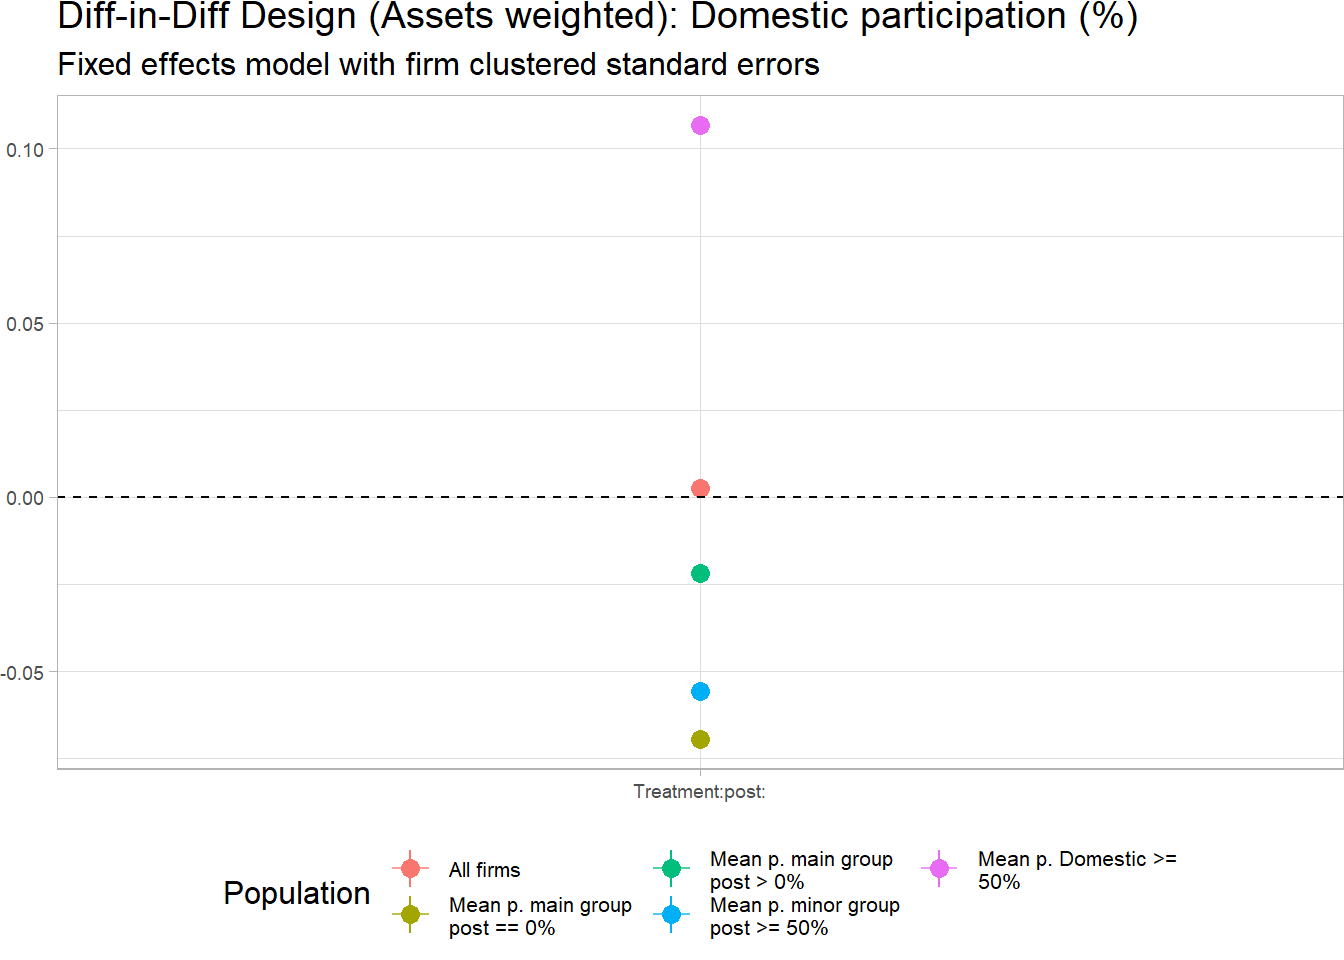 Diff-in-Diff Design (Assets weighted): Domestic participation (%)
Fixed effects model with firm clustered standard errors
0.10
0.05
0.00
-0.05
Treatment:post:
Population
All firms
Mean p. main group
post == 0%
Mean p. main group
post > 0%
Mean p. minor group
post >= 50%
Mean p. Domestic >=
50%